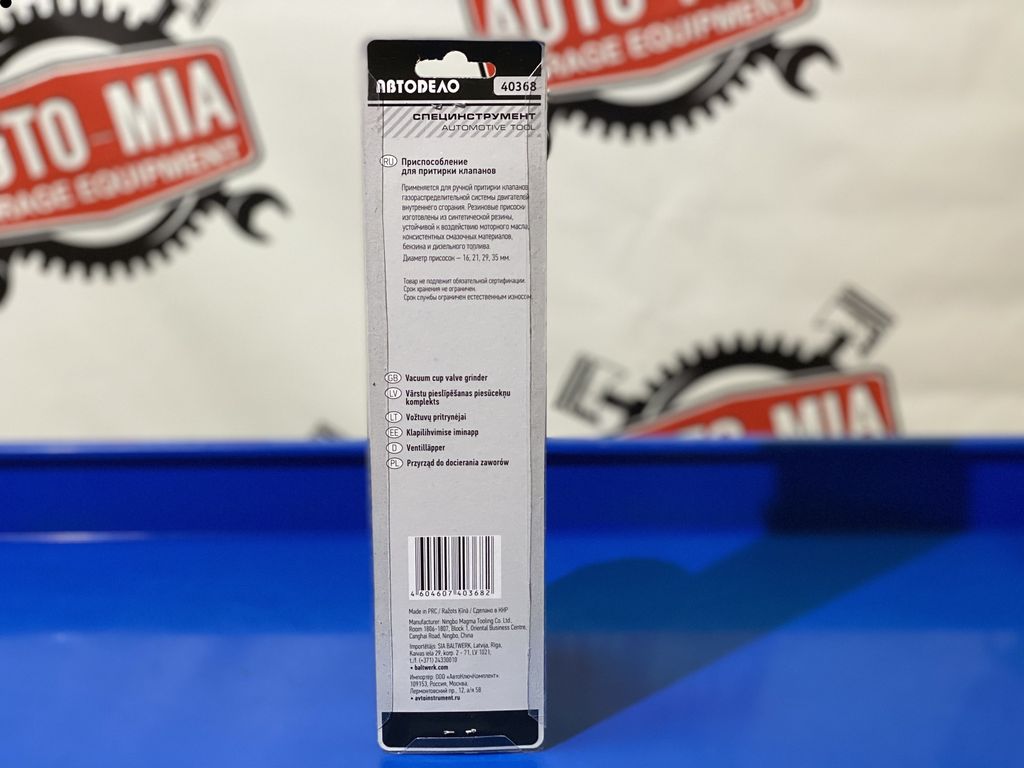 AUTO-MIA
GARAGE EQUIPMENT
AUTO-MIA
GARAGE EQUIPMENT
AUTO-MIA
АВТОDЕЛО
40368
СПЕЦИНСТРУМЕНТ
AUTOMOTIVE TOOL
RU Приспособление
для притирки клапанов
Применяется для ручной притирки клапанов
газораспределительной системы двигателей
внутреннего сгорания. Резиновые присоски
изготовлены из синтетической резины,
устойчивой к воздействию моторного масла,
консистентных смазочных материалов,
бензина и дизельного топлива.
Диаметр присосок – 16, 21, 29, 35 мм.
Товар не подлежит обязательной сертификации.
Срок хранения не ограничен.
Срок службы ограничен естественным износом.
GB Vacuum cup valve grinder
LV Vārstu pieslīpēšanas piesūcekņu
komplekts
LT Vožtuvų pritrynėjai
EE Klapilihvimise iminapp
D Ventilläpper
PL Przyrząd do docierania zaworów
4 604607 403682
Made in PRC / Ražots Ķīnā / Сделано в КНР
Manufacturer: Ningbo Magma Tooling Co. Ltd.
Room 1806-1807, Block 1, Oriental Business Centre,
Canghai Road, Ningbo, China
Importētājs: SIA BALTWERK, Latvija, Rīga,
Kaivas iela 29, korp. 2 - 71, LV 1021,
t./f. (+371) 24330010
• baltwerk.com
Импортер: ООО «АвтоКлючКомплект».
109153, Россия, Москва,
Лермонтовский пр., 12, а/я 58
• avtoinstrument.ru